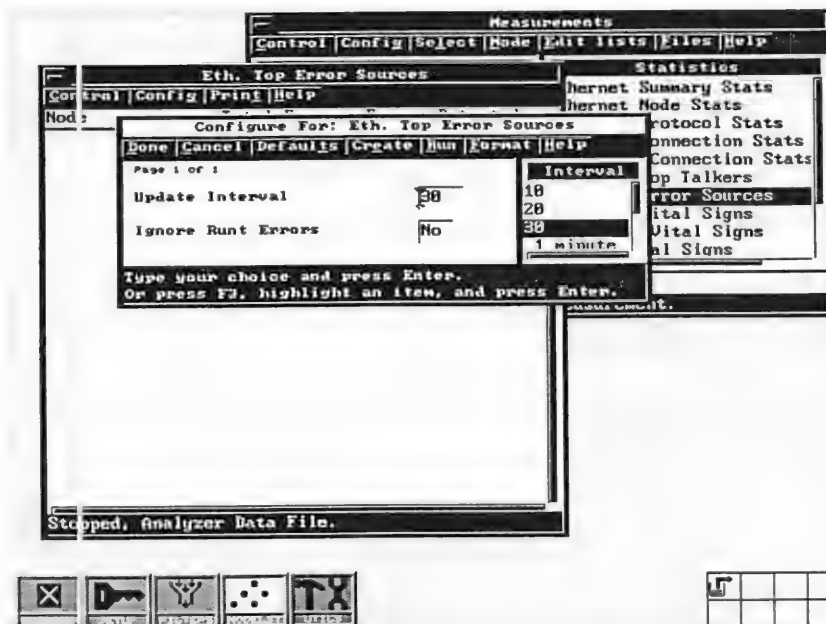 Measurements
Control Config Select Mode Edit lists Files Help
Statistics
Ethernet Summary Stats
Ethernet Node Stats
rotocol Stats
onnection Stats
Connection Stats
op Talkers
rror Sources
ital Signs
Vital Signs
al Signs
asurement.
Eth. Top Error Sources
Control Config Print Help
Node
Configure For: Eth. Top Error Sources
Done Cancel Defaults Create Run Format Help
Page 1 of 1
Update Interval 30
Ignore Runt Errors No
Interval
10
20
30
1 minute
Type your choice and press Enter.
Or press F3, highlight an item, and press Enter.
Stopped, Analyzer Data File.